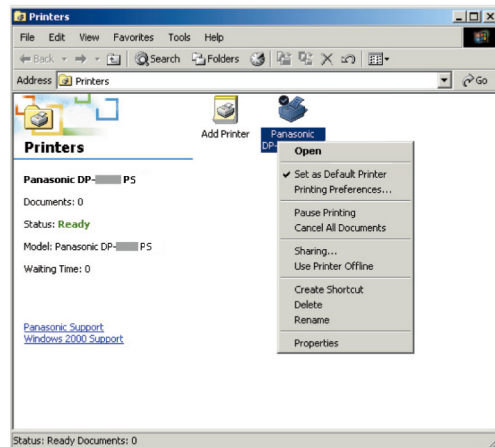 Printers
File Edit View Favorites Tools Help
Back Search Folders
Address Printers Go
Printers
Panasonic DP- PS
Documents: 0
Status: Ready
Model: Panasonic DP- PS
Waiting Time: 0
Panasonic Support
Windows 2000 Support
Add Printer
Panasonic
DP-
Open
Set as Default Printer
Printing Preferences...
Pause Printing
Cancel All Documents
Sharing...
Use Printer Offline
Create Shortcut
Delete
Rename
Properties
Status: Ready Documents: 0